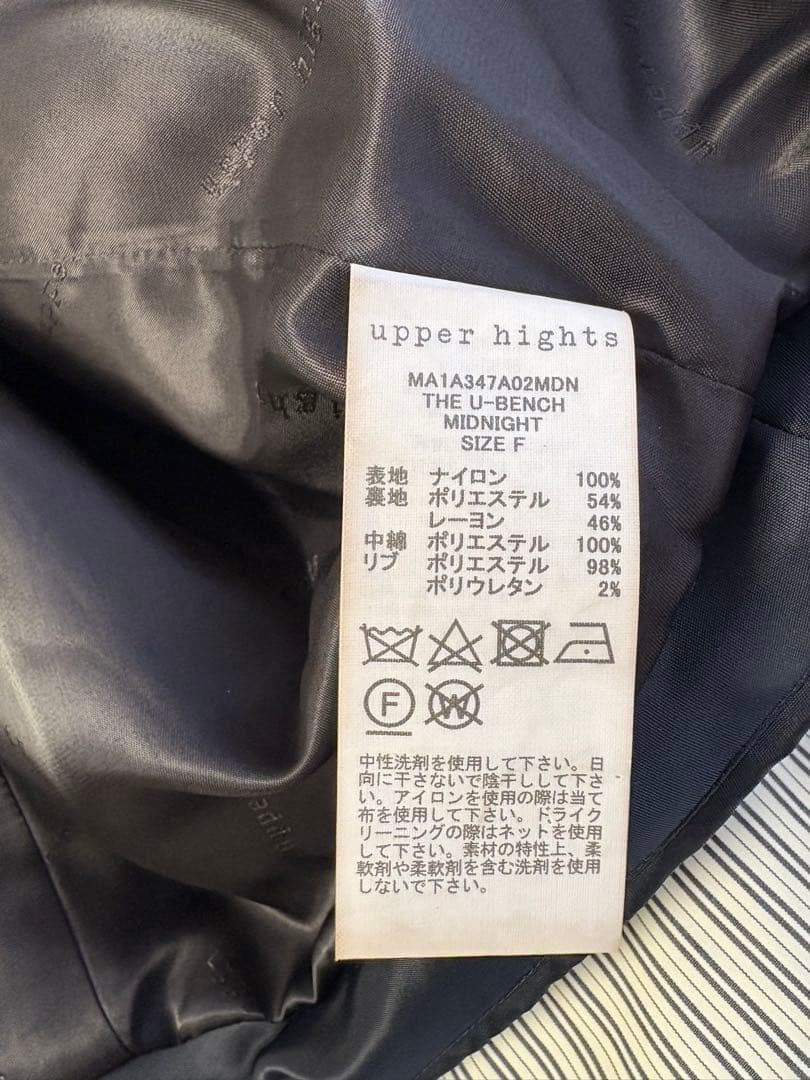 upper hights
MA1A347A02MDN
THE U-BENCH
MIDNIGHT
SIZE F
表地 ナイロン 100%
裏地 ポリエステル 54%
レーヨン 46%
中綿 ポリエステル 100%
リブ ポリエステル 98%
ポリウレタン 2%
F
W
中性洗剤を使用して下さい。日
向に干さないで陰干しして下さ
い。アイロンを使用の際は当て
布を使用して下さい。ドライク
リーニングの際はネットを使用
して下さい。素材の特性上、柔
軟剤や柔軟剤を含む洗剤を使用
しないで下さい。